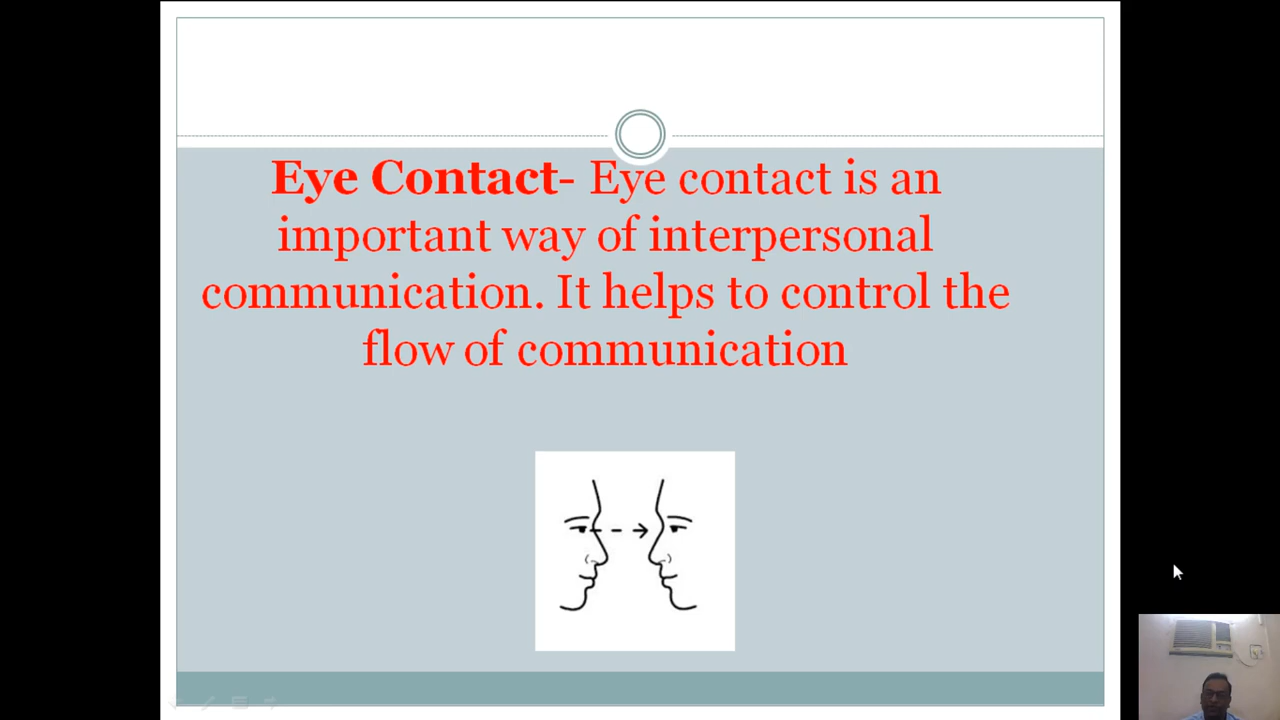 Eye Contact- Eye contact is an
important way of interpersonal
communication. It helps to control the
flow of communication